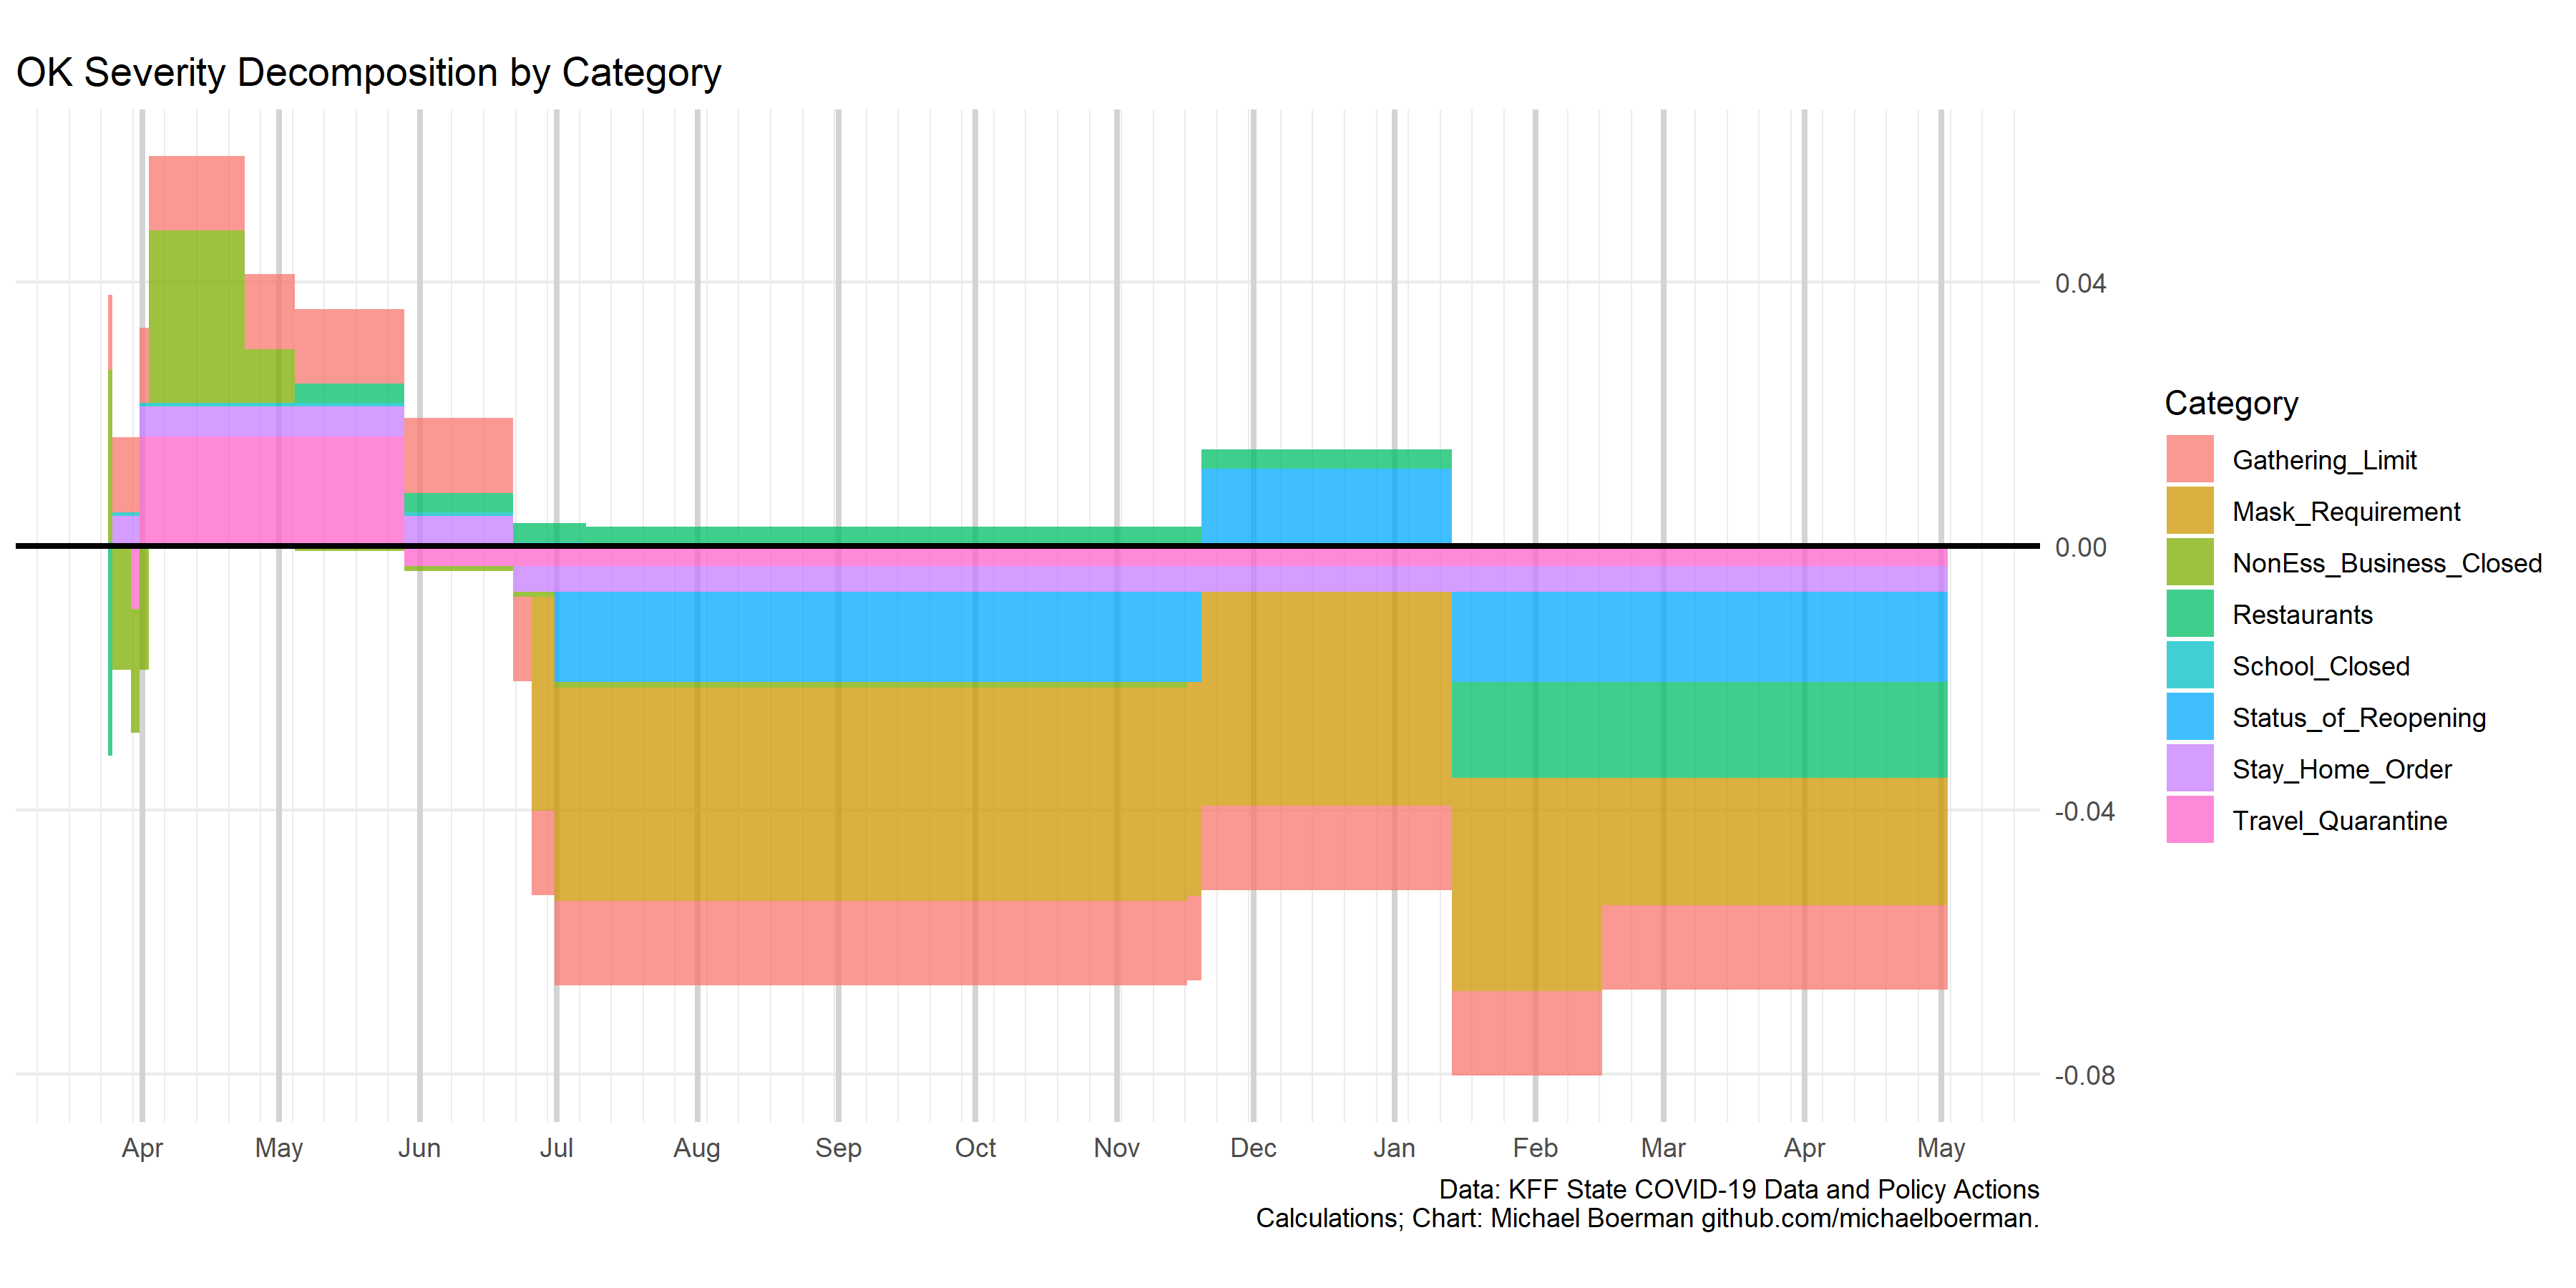 OK Severity Decomposition by Category
0.04
0.00
-0.04
-0.08
Apr May Jun Jul Aug Sep Oct Nov Dec Jan Feb Mar Apr May
Category
Gathering_Limit
Mask_Requirement
NonEss_Business_Closed
Restaurants
School_Closed
Status_of_Reopening
Stay_Home_Order
Travel_Quarantine
Data: KFF State COVID-19 Data and Policy Actions
Calculations; Chart: Michael Boerman github.com/michaelboerman.